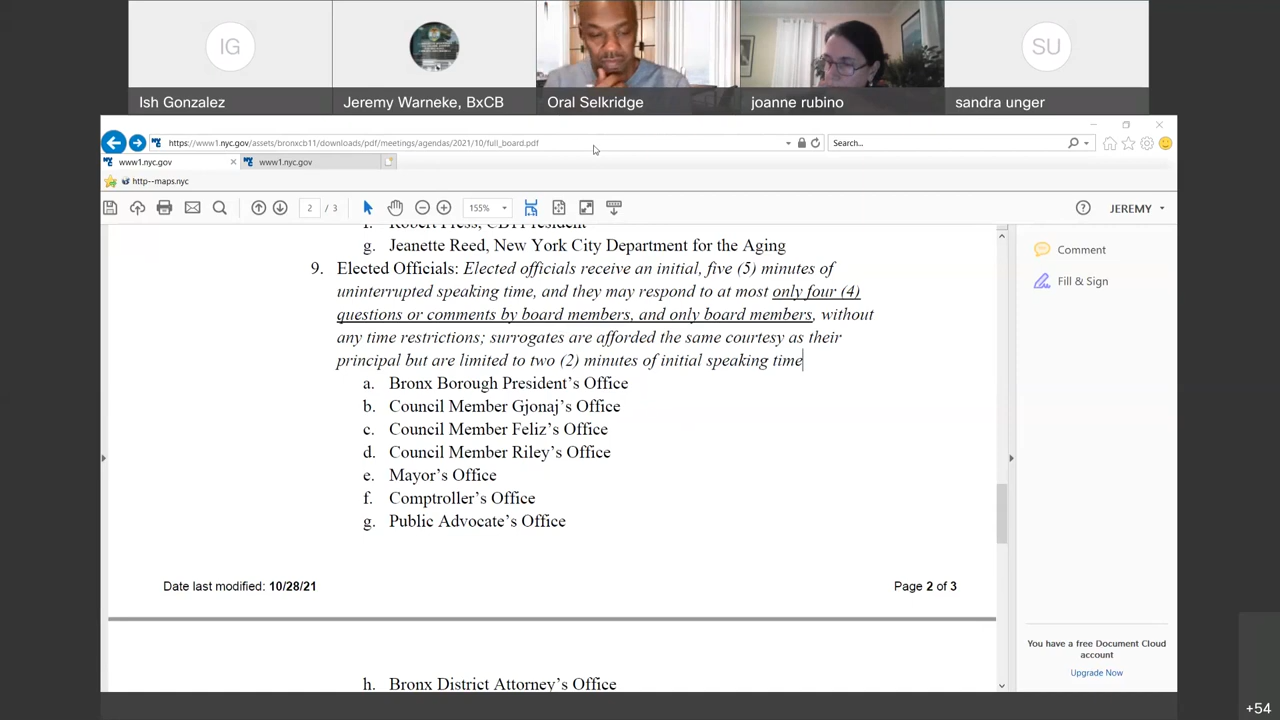 IG
SU
Ish Gonzalez
Jeremy Warneke, BxCB
Oral Selkridge
joanne rubino
sandra unger
https://www1.nyc.gov/assets/bronxcb11/downloads/pdf/meetings/agendas/2021/10/full_board.pdf
Search...
www1.nyc.gov
www1.nyc.gov
http--maps.nyc
2 / 3
155%
JEREMY
f. Robert Press, CB11 President
g. Jeanette Reed, New York City Department for the Aging
9. Elected Officials: Elected officials receive an initial, five (5) minutes of
interrupted speaking time, and they may respond to at most only four (4)
questions or comments by board members, and only board members, without
any time restrictions; surrogates are afforded the same courtesy as their
principal but are limited to two (2) minutes of initial speaking time
a. Bronx Borough President’s Office
b. Council Member Gjonaj’s Office
c. Council Member Feliz’s Office
d. Council Member Riley’s Office
e. Mayor’s Office
f. Comptroller’s Office
g. Public Advocate’s Office
Date last modified: 10/28/21
Page 2 of 3
h. Bronx District Attorney’s Office
Comment
Fill & Sign
You have a free Document Cloud
account
Upgrade Now
+54